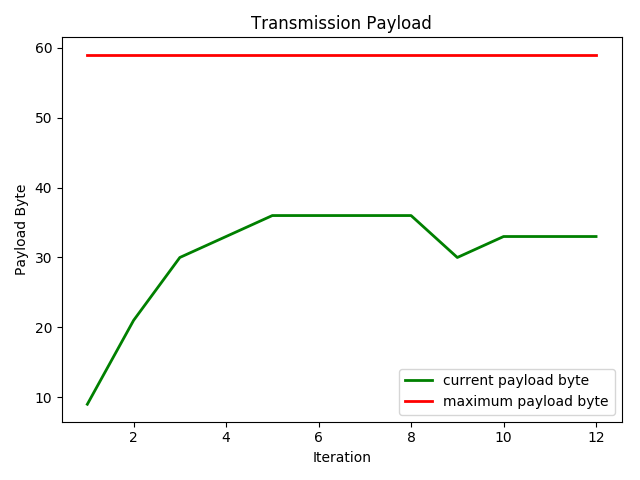 Transmission Payload
60
50
40
30
20
10
Payload Byte
current payload byte
maximum payload byte
2 4 6 8 10 12
Iteration